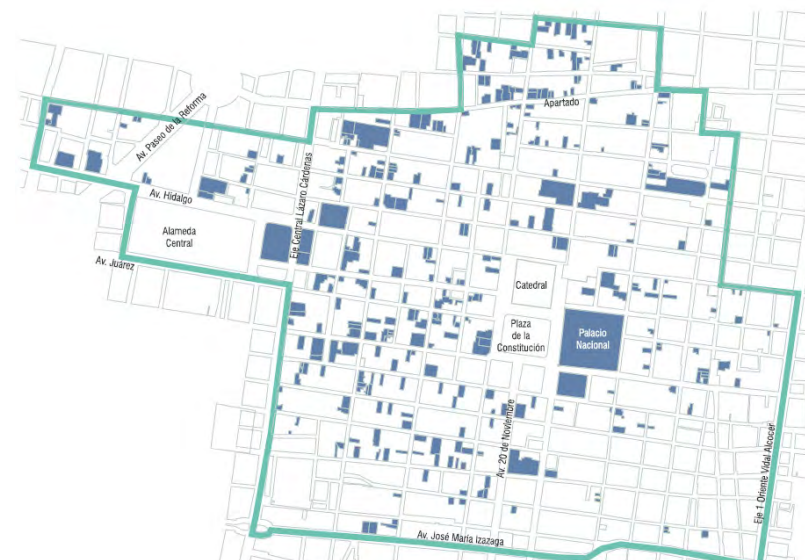 Apartado
Av. Paseo de la Reforma
Eje Central Lázaro Cárdenas
Av. Hidalgo
Alameda
Central
Av. Juárez
Catedral
Plaza
de la
Constitución
Palacio
Nacional
Av. 20 de Noviembre
Eje 1 Oriente Vidal Alcocer
Av. José María Izazaga